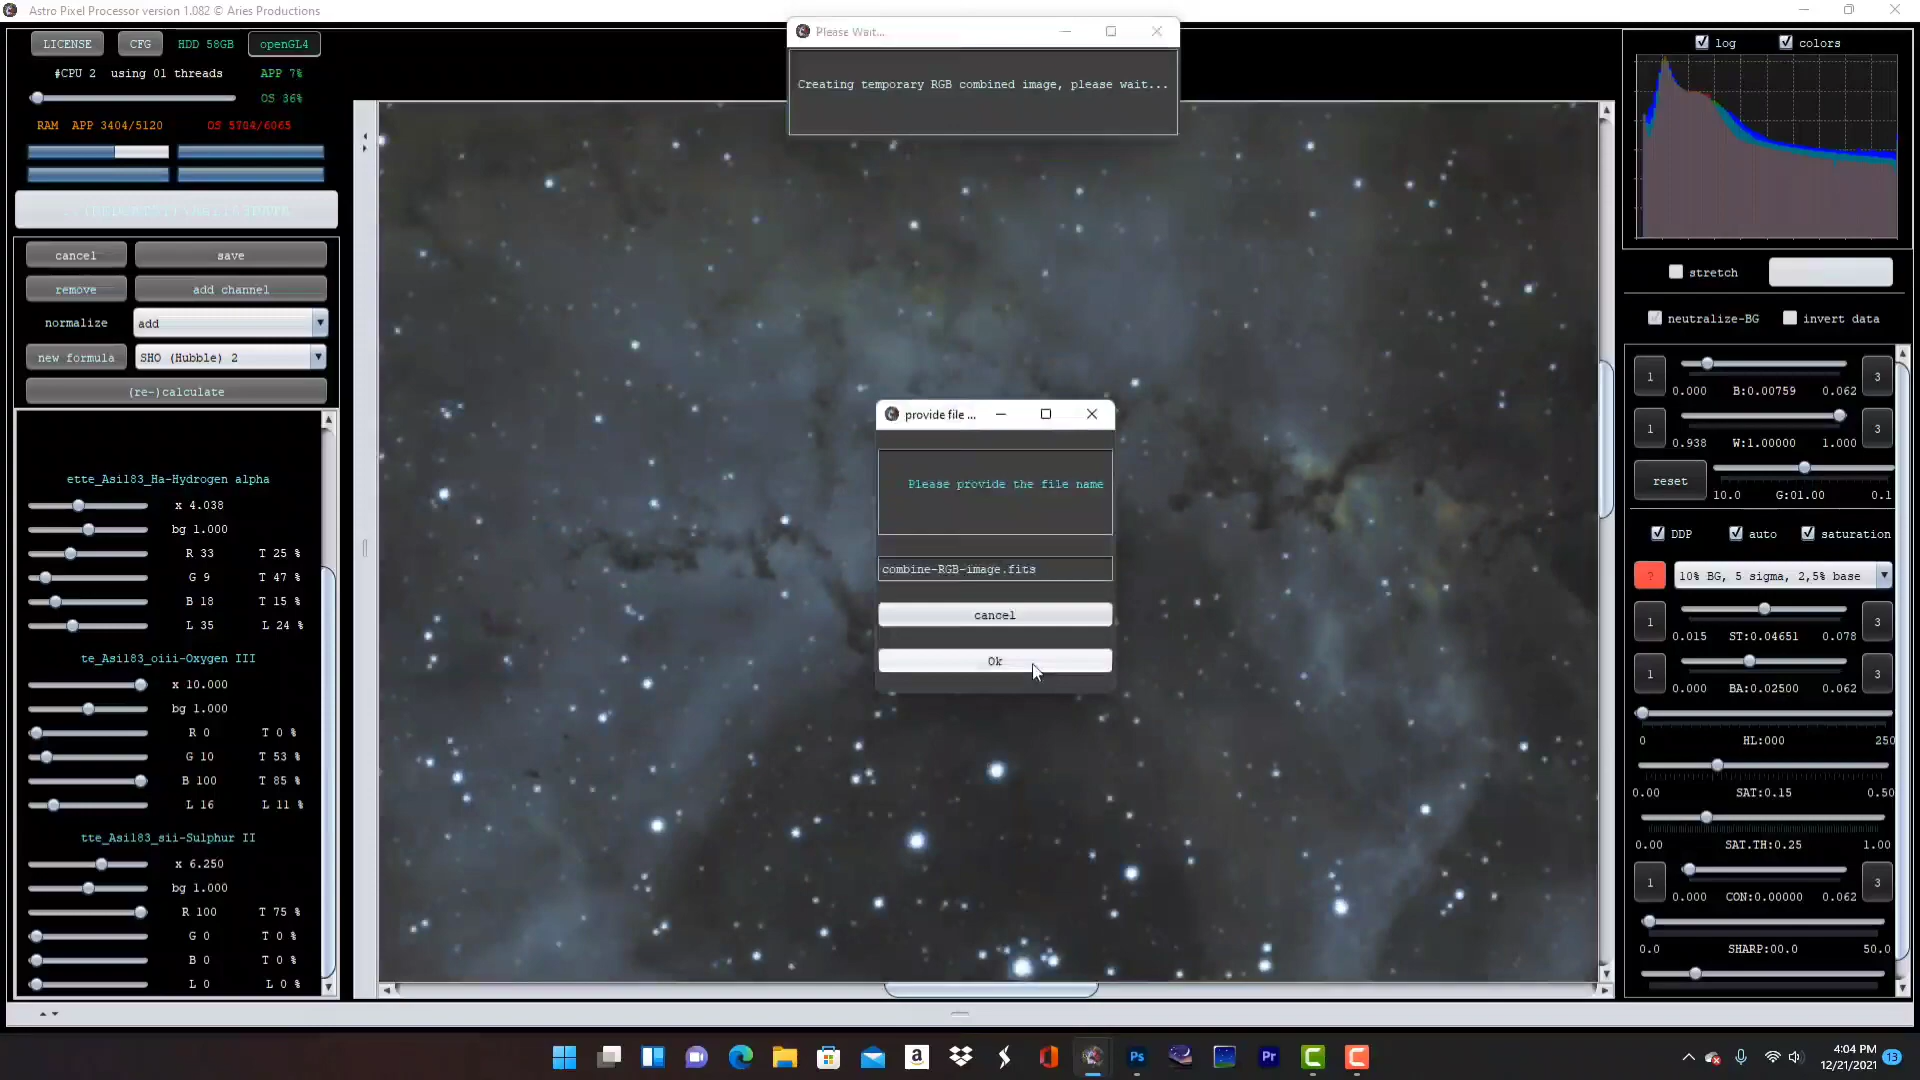 Astro Pixel Processor version 1.082 © Aries Productions
Please Wait...
Creating temporary RGB combined image, please wait...
LICENSE CFG HDD 58GB openGL4
#CPU 2 using 01 threads APP 7%
OS 36%
RAM APP 3404/5120 OS 5704/6065
cancel save
remove add channel
normalize add
new formula SHO (Hubble) 2
(re-)calculate
ette_Asi183_Ha-Hydrogen alpha
x 4.038
bg 1.000
R 33 T 25 %
G 9 T 47 %
B 18 T 15 %
L 35 L 24 %
te_Asi183_oiii-Oxygen III
x 10.000
bg 1.000
R 0 T 0 %
G 10 T 53 %
B 100 T 85 %
L 16 L 11 %
tte_Asi183_sii-Sulphur II
x 6.250
bg 1.000
R 100 T 75 %
G 0 T 0 %
B 0 T 0 %
L 0 L 0 %
provide file ...
Please provide the file name
combine-RGB-image.fits
cancel
Ok
log colors
stretch
neutralize-BG invert data
1 3
0.000 B:0.00759 0.062
1 3
0.938 W:1.00000 1.000
reset
10.0 G:01.00 0.1
DDP auto saturation
? 10% BG, 5 sigma, 2,5% base
1 3
0.015 ST:0.04651 0.078
1 3
0.000 BA:0.02500 0.062
0 HL:000 250
0.00 SAT:0.15 0.50
0.00 SAT.TH:0.25 1.00
1 3
0.000 CON:0.00000 0.062
0.0 SHARP:00.0 50.0
a
Ps
Pr
4:04 PM
12/21/2021
13